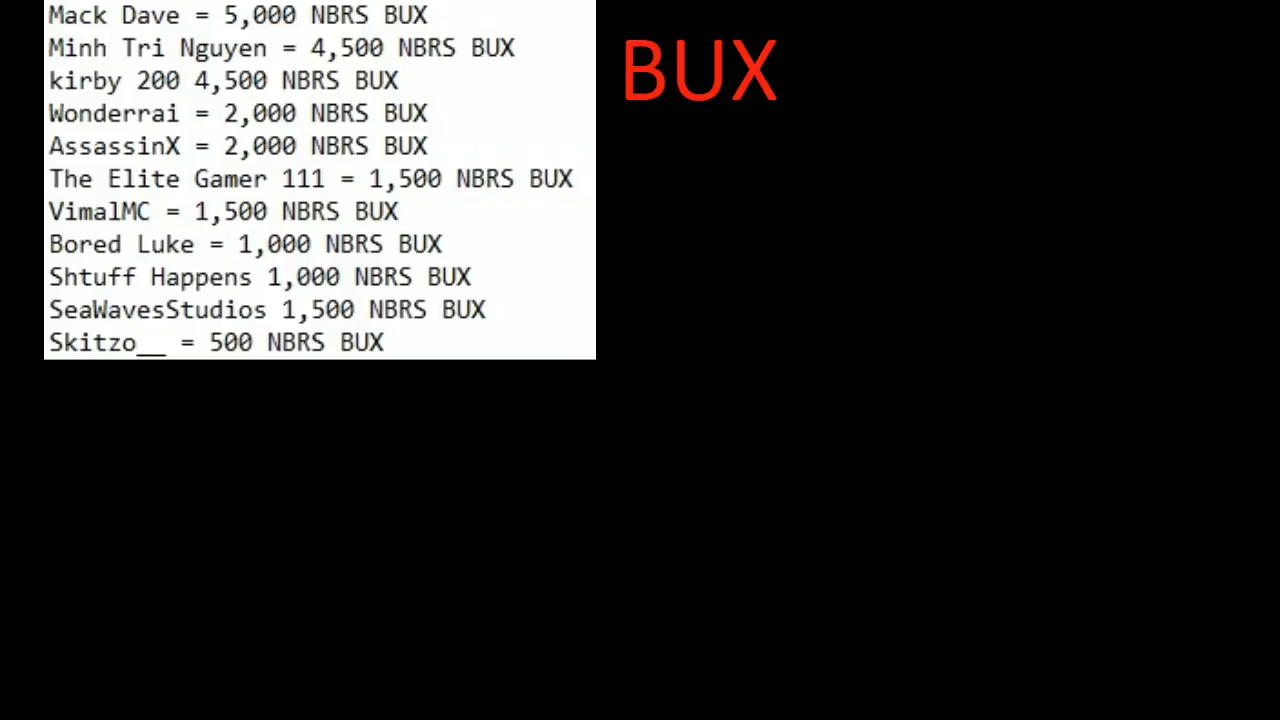 Mack Dave = 5,000 NBRS BUX
Minh Tri Nguyen = 4,500 NBRS BUX
kirby 200 4,500 NBRS BUX
Wonderrai = 2,000 NBRS BUX
AssassinX = 2,000 NBRS BUX
The Elite Gamer 111 = 1,500 NBRS BUX
VimalMC = 1,500 NBRS BUX
Bored Luke = 1,000 NBRS BUX
Shtuff Happens 1,000 NBRS BUX
SeaWavesStudios 1,500 NBRS BUX
Skitzo__ = 500 NBRS BUX
BUX